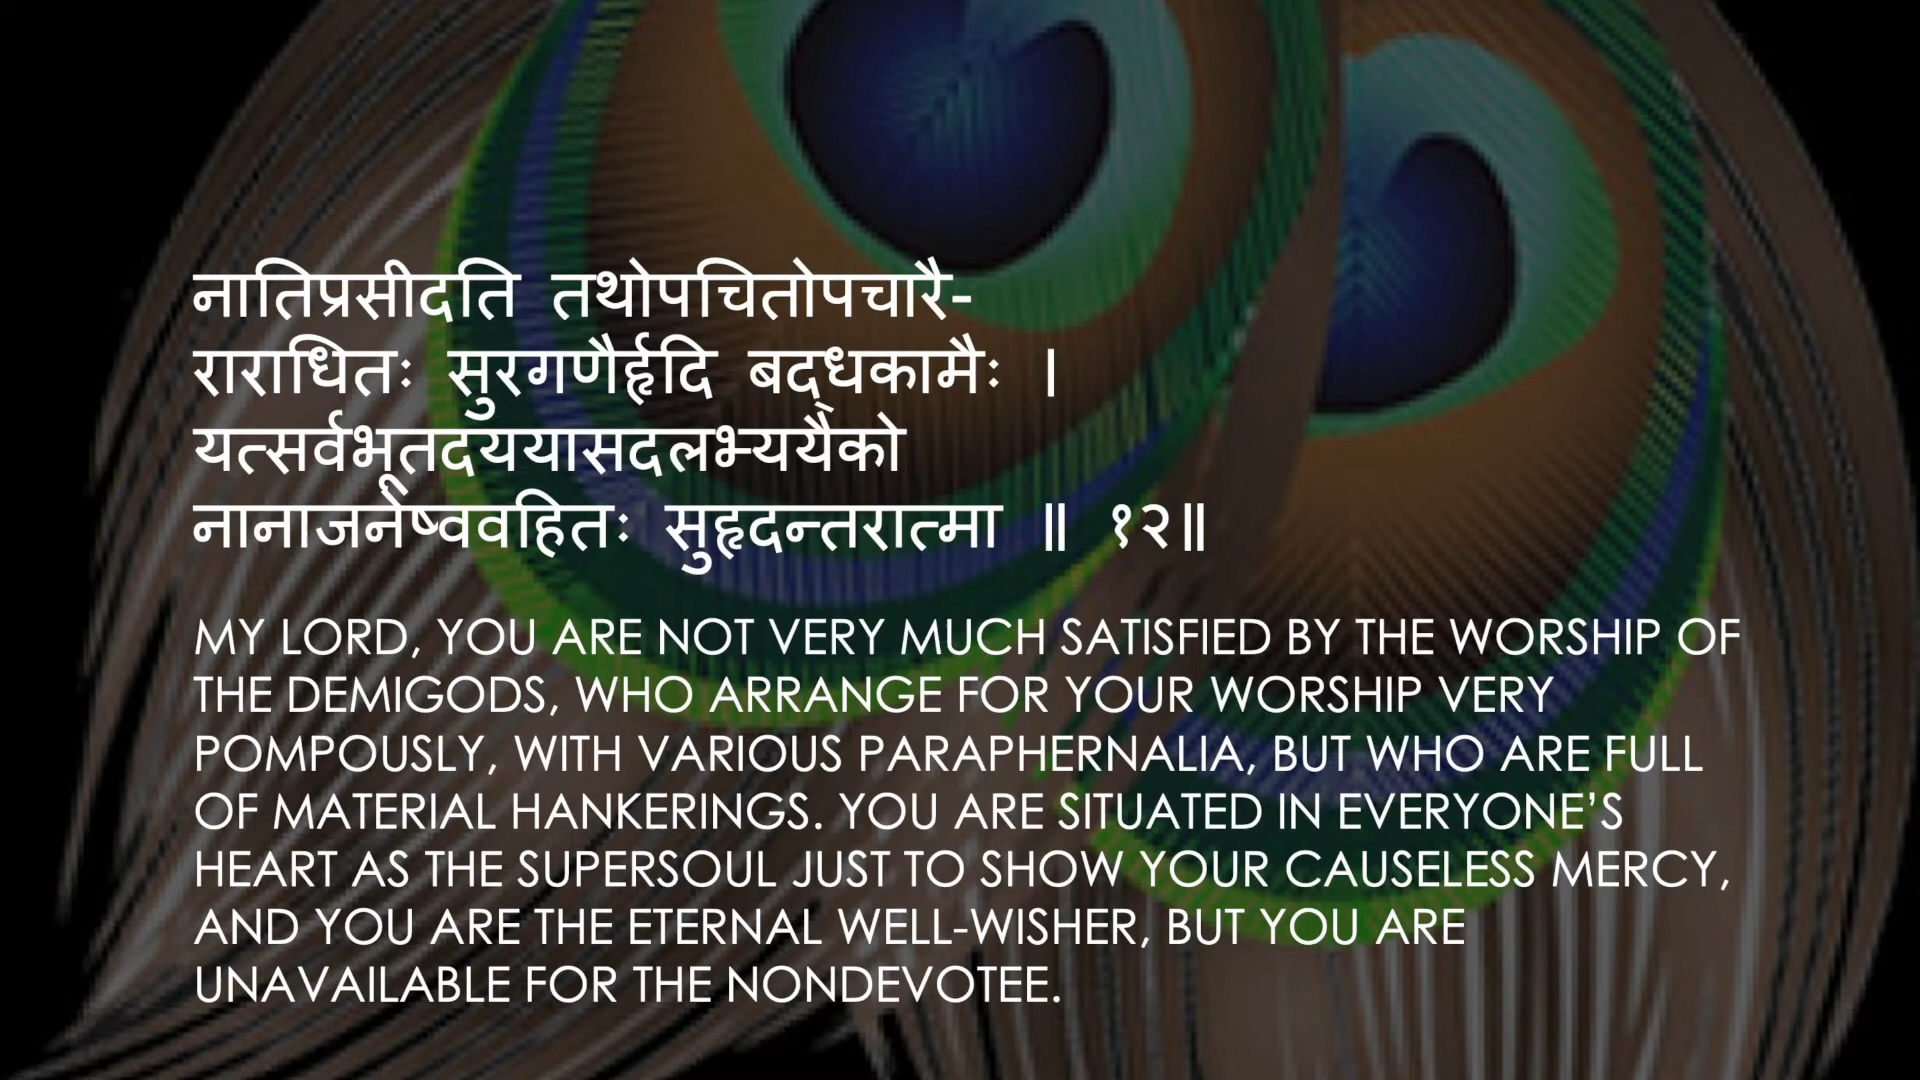 नातिप्रसीदति तथोपचितोपचारै-
राराधितः सुरगणैर्हृदि बद्धकामैः ।
यत्सर्वभूतदययासदलभ्ययैको
नानाजनेष्ववहितः सुहृदन्तरात्मा ॥ १२॥
MY LORD, YOU ARE NOT VERY MUCH SATISFIED BY THE WORSHIP OF
THE DEMIGODS, WHO ARRANGE FOR YOUR WORSHIP VERY
POMPOUSLY, WITH VARIOUS PARAPHERNALIA, BUT WHO ARE FULL
OF MATERIAL HANKERINGS. YOU ARE SITUATED IN EVERYONE’S
HEART AS THE SUPERSOUL JUST TO SHOW YOUR CAUSELESS MERCY,
AND YOU ARE THE ETERNAL WELL-WISHER, BUT YOU ARE
UNAVAILABLE FOR THE NONDEVOTEE.